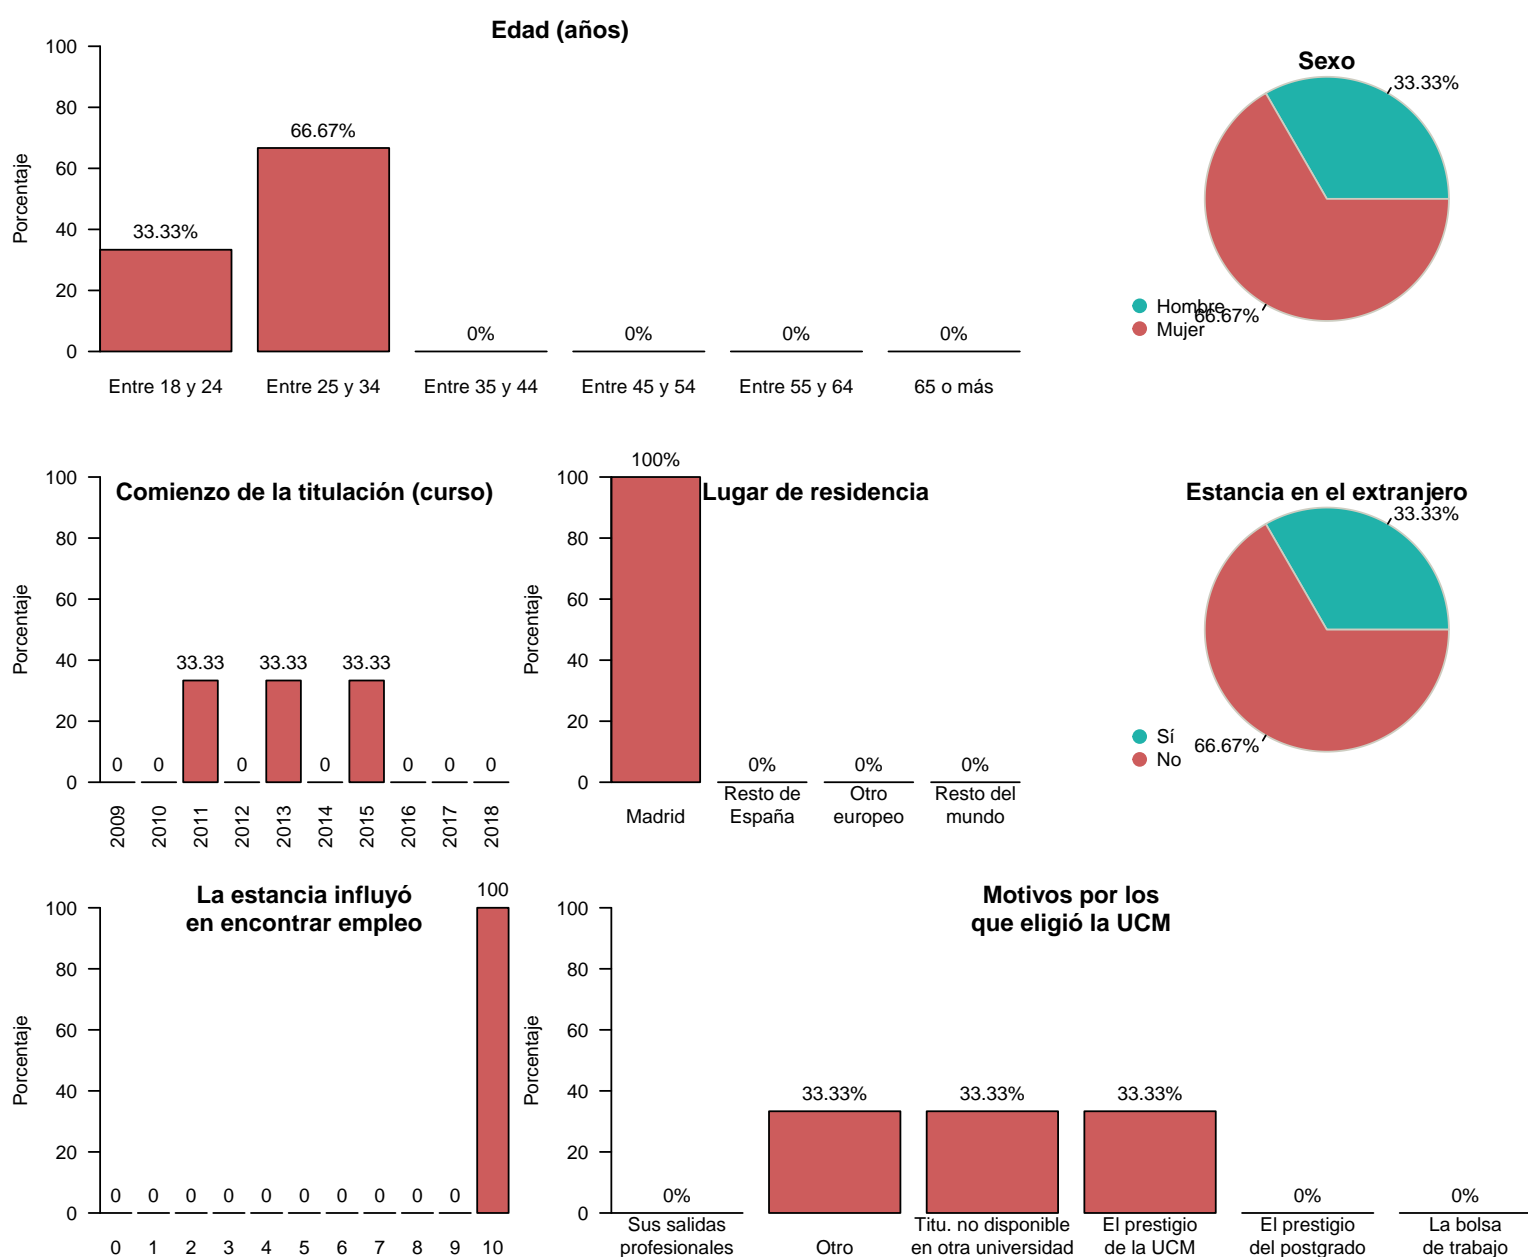 Edad (años)
Porcentaje
100
80
60
40
20
0
33.33%
66.67%
0%
0%
0%
0%
Entre 18 y 24
Entre 25 y 34
Entre 35 y 44
Entre 45 y 54
Entre 55 y 64
65 o más
Sexo
33.33%
66.67%
Hombre
Mujer
Comienzo de la titulación (curso)
Porcentaje
100
80
60
40
20
0
0
0
33.33
0
33.33
0
33.33
0
0
0
2009
2010
2011
2012
2013
2014
2015
2016
2017
2018
Lugar de residencia
Porcentaje
100
80
60
40
20
0
100%
0%
0%
0%
Madrid
Resto de
España
Otro
europeo
Resto del
mundo
Estancia en el extranjero
33.33%
66.67%
Sí
No
La estancia influyó
en encontrar empleo
Porcentaje
100
80
60
40
20
0
0
0
0
0
0
0
0
0
0
0
100
0
1
2
3
4
5
6
7
8
9
10
Motivos por los
que eligió la UCM
Porcentaje
100
80
60
40
20
0
0%
33.33%
33.33%
33.33%
0%
0%
Sus salidas
profesionales
Otro
Titu. no disponible
en otra universidad
El prestigio
de la UCM
El prestigio
del postgrado
La bolsa
de trabajo